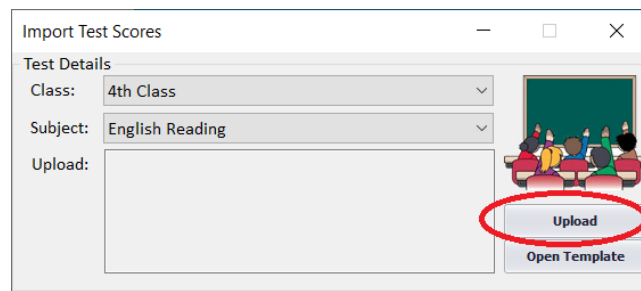 Import Test Scores
Test Details
Class: 4th Class
Subject: English Reading
Upload:
Upload
Open Template